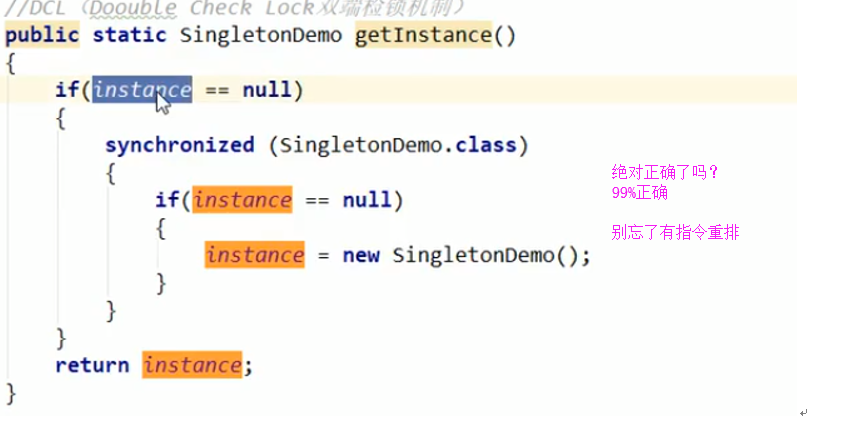 //DCL（Doouble Check Lock双端检锁机制）
public static SingletonDemo getInstance()
{
if(instance == null)
{
synchronized (SingletonDemo.class)
{
if(instance == null)
{
instance = new SingletonDemo();
}
}
}
return instance;
}
绝对正确了吗？
99%正确
别忘了有指令重排